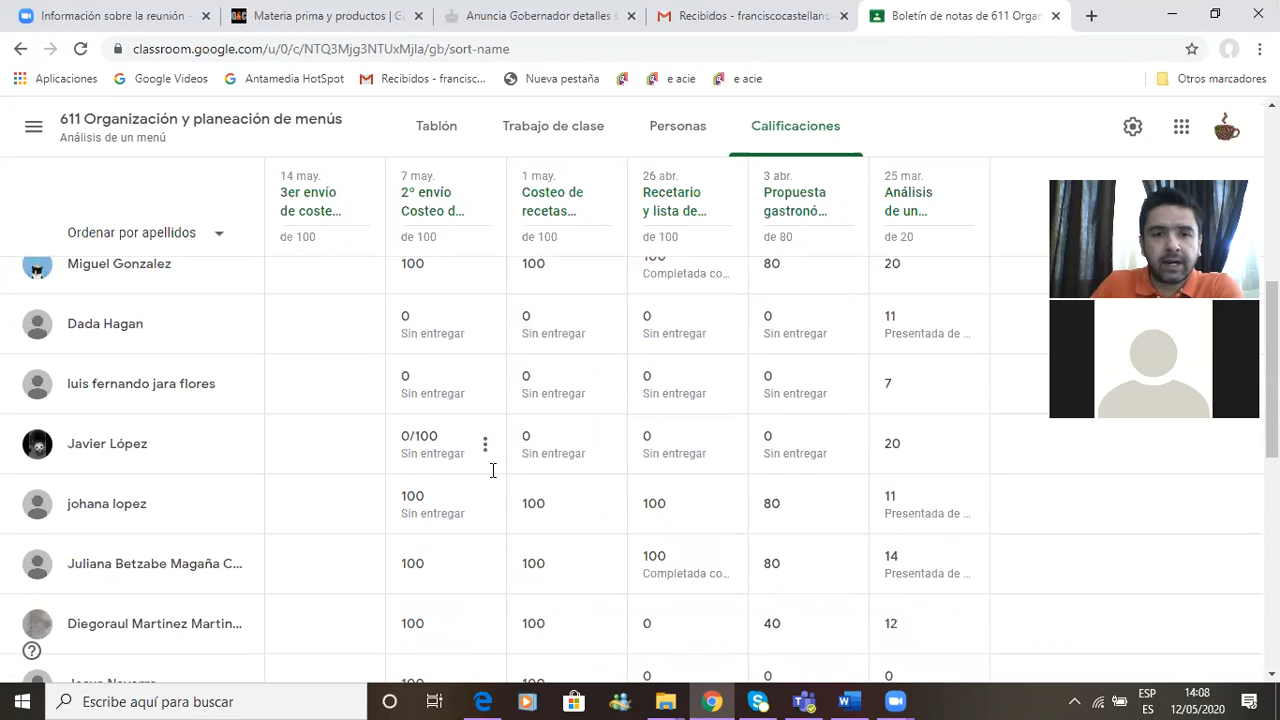 Información sobre la reunió
Materia prima y productos | G
Anuncia Gobernador detalles
Recibidos - franciscocastellan
Boletín de notas de 611 Organ
classroom.google.com/u/0/c/NTQ3Mjg3NTUxMjla/gb/sort-name
Aplicaciones
Google Videos
Antamedia HotSpot
Recibidos - francisc...
Nueva pestaña
e acie
e acie
Otros marcadores
611 Organización y planeación de menús
Análisis de un menú
Tablón
Trabajo de clase
Personas
Calificaciones
Ordenar por apellidos
14 may.
3er envío
de coste...
de 100
7 may.
2º envío
Costeo d...
de 100
1 may.
Costeo de
recetas...
de 100
26 abr.
Recetario
y lista de...
de 100
3 abr.
Propuesta
gastronó...
de 80
25 mar.
Análisis
de un...
de 20
Miguel Gonzalez 100 100 100 80 20
Completada co...
Dada Hagan 0 0 0 0 11
Sin entregar Sin entregar Sin entregar Sin entregar Presentada de ...
luis fernando jara flores 0 0 0 0 7
Sin entregar Sin entregar Sin entregar Sin entregar
Javier López 0/100 0 0 0 20
Sin entregar Sin entregar Sin entregar Sin entregar
johana lopez 100 100 100 80 11
Sin entregar Presentada de ...
Juliana Betzabe Magaña C... 100 100 100 80 14
Completada co... Presentada de ...
Diegoraul Martinez Martin... 100 100 0 40 12
100 100 0 0 0
Escribe aquí para buscar
ESP
ES
14:08
12/05/2020